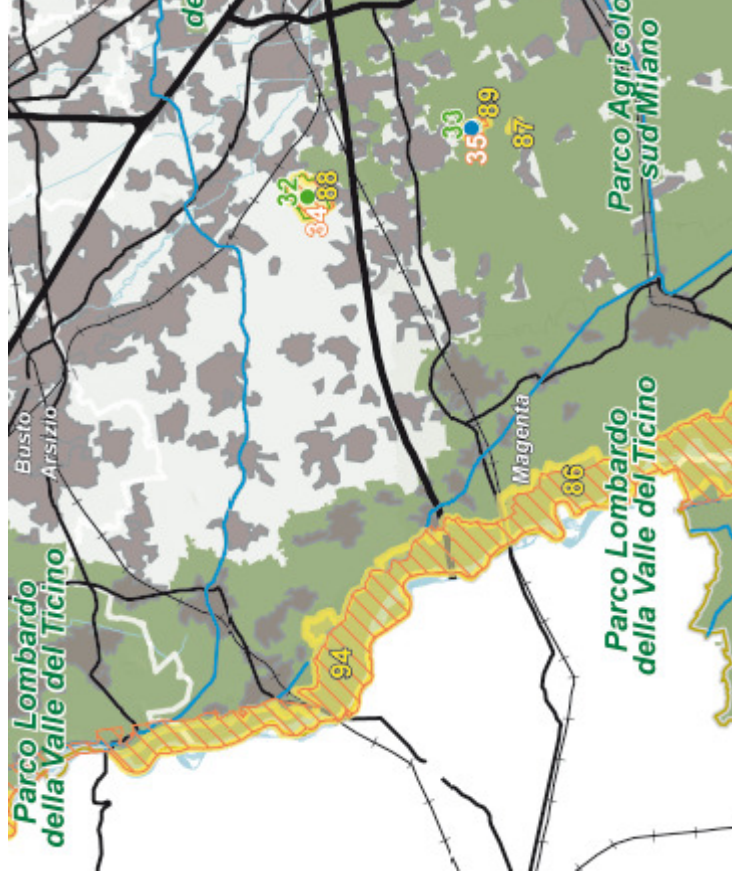 de
Parco Agricolo
sud Milano
33
89
35
87
32
88
34
Busto
Arsizio
Magenta
86
Parco Lombardo
della Valle del Ticino
94
Parco Lombardo
della Valle del Ticino